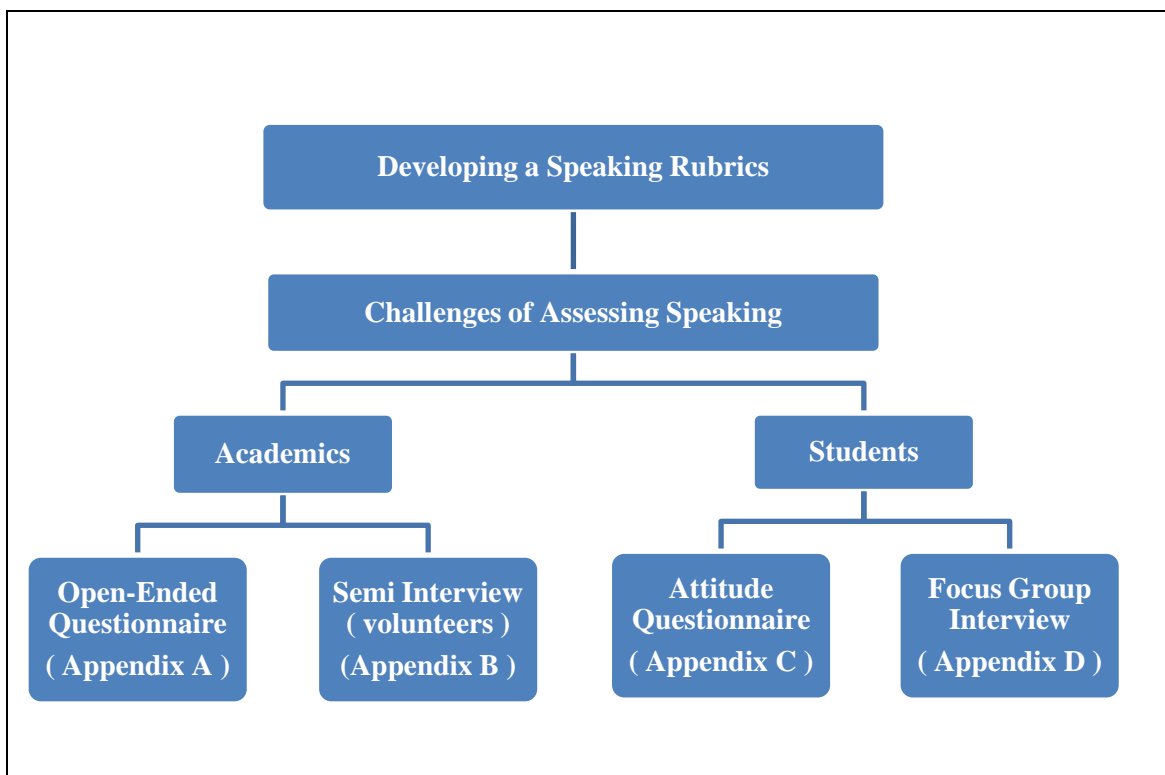 Developing a Speaking Rubrics
Challenges of Assessing Speaking
Academics
Students
Open-Ended
Questionnaire
( Appendix A )
Semi Interview
( volunteers )
(Appendix B )
Attitude
Questionnaire
( Appendix C )
Focus Group
Interview
( Appendix D )